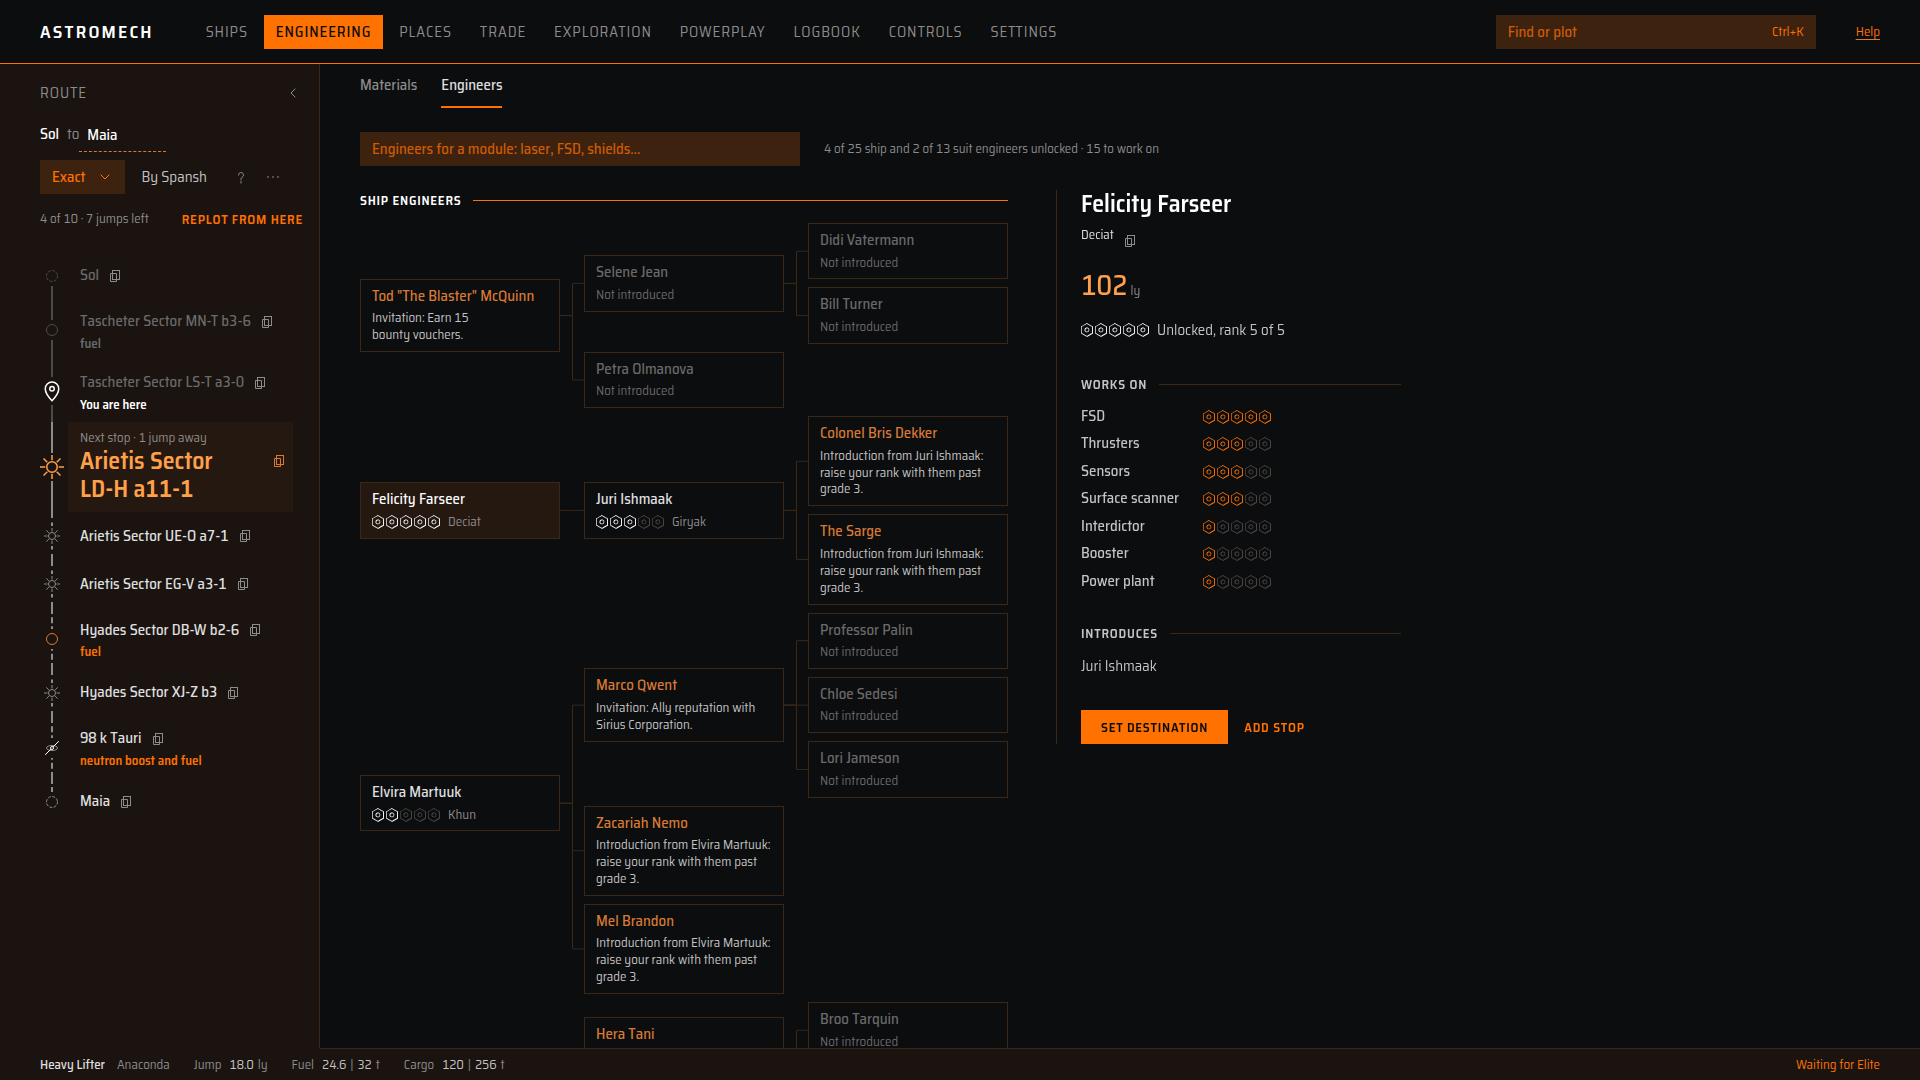 ASTROMECH
SHIPS
ENGINEERING
PLACES
TRADE
EXPLORATION
POWERPLAY
LOGBOOK
CONTROLS
SETTINGS
Find or plot
Ctrl+K
Help
ROUTE
Sol to Maia
Exact
By Spansh
?
...
4 of 10 · 7 jumps left
REPLOT FROM HERE
Sol
Tascheter Sector MN-T b3-6
fuel
Tascheter Sector LS-T a3-0
You are here
Next stop · 1 jump away
Arietis Sector
LD-H a11-1
Arietis Sector UE-O a7-1
Arietis Sector EG-V a3-1
Hyades Sector DB-W b2-6
fuel
Hyades Sector XJ-Z b3
98 k Tauri
neutron boost and fuel
Maia
Materials
Engineers
Engineers for a module: laser, FSD, shields...
4 of 25 ship and 2 of 13 suit engineers unlocked · 15 to work on
SHIP ENGINEERS
Tod "The Blaster" McQuinn
Invitation: Earn 15
bounty vouchers.
Selene Jean
Not introduced
Didi Vatermann
Not introduced
Bill Turner
Not introduced
Petra Olmanova
Not introduced
Felicity Farseer
Deciat
Juri Ishmaak
Giryak
Colonel Bris Dekker
Introduction from Juri Ishmaak:
raise your rank with them past
grade 3.
The Sarge
Introduction from Juri Ishmaak:
raise your rank with them past
grade 3.
Elvira Martuuk
Khun
Marco Qwent
Invitation: Ally reputation with
Sirius Corporation.
Professor Palin
Not introduced
Chloe Sedesi
Not introduced
Lori Jameson
Not introduced
Zacariah Nemo
Introduction from Elvira Martuuk:
raise your rank with them past
grade 3.
Mel Brandon
Introduction from Elvira Martuuk:
raise your rank with them past
grade 3.
Hera Tani
Broo Tarquin
Not introduced
Felicity Farseer
Deciat
102 ly
Unlocked, rank 5 of 5
WORKS ON
FSD
Thrusters
Sensors
Surface scanner
Interdictor
Booster
Power plant
INTRODUCES
Juri Ishmaak
SET DESTINATION
ADD STOP
Heavy Lifter Anaconda
Jump 18.0 ly
Fuel 24.6 | 32 t
Cargo 120 | 256 t
Waiting for Elite